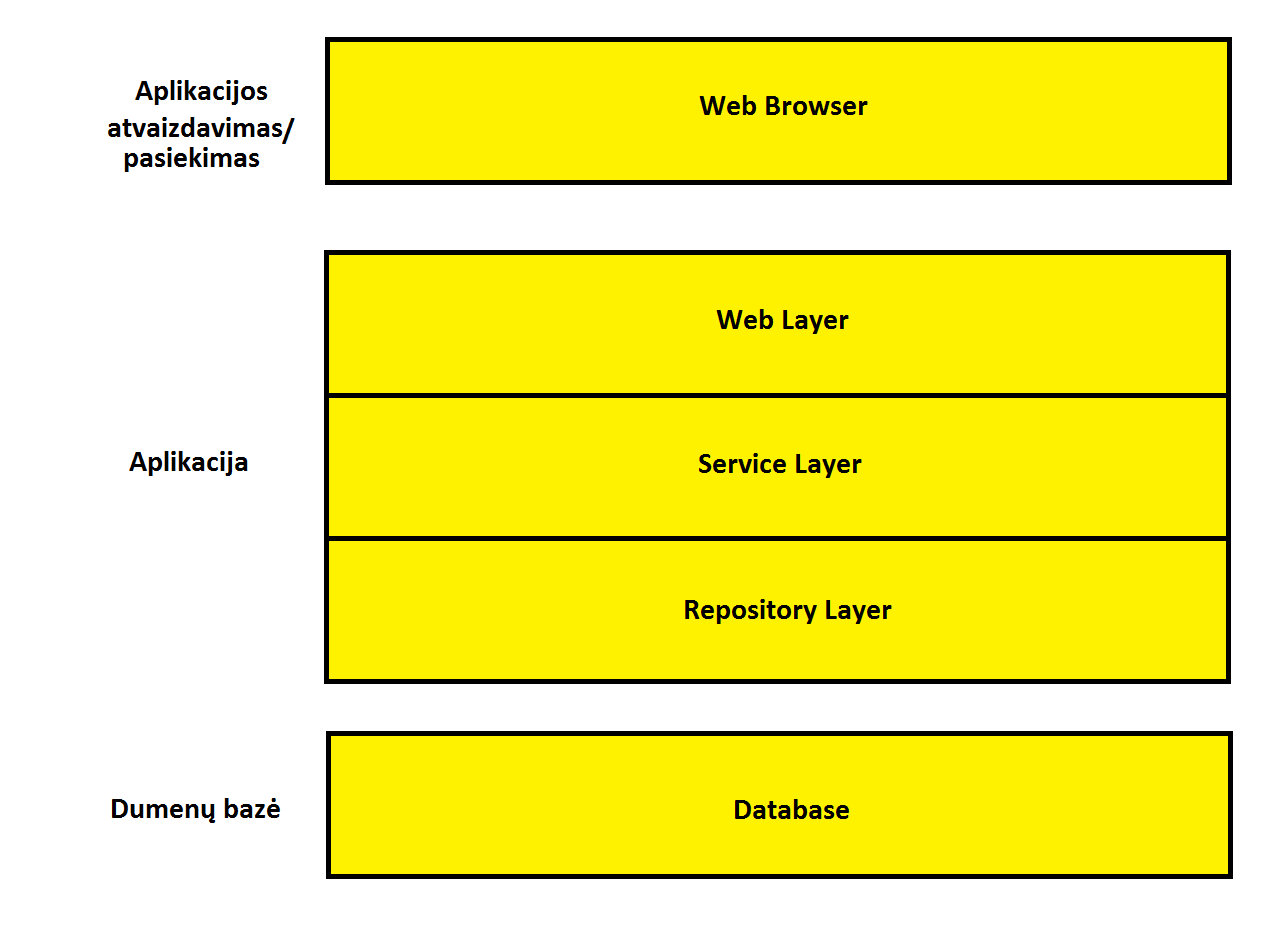 Aplikacijos
atvaizdavimas/
pasiekimas
Web Browser
Web Layer
Aplikacija
Service Layer
Repository Layer
Dumenų bazė
Database